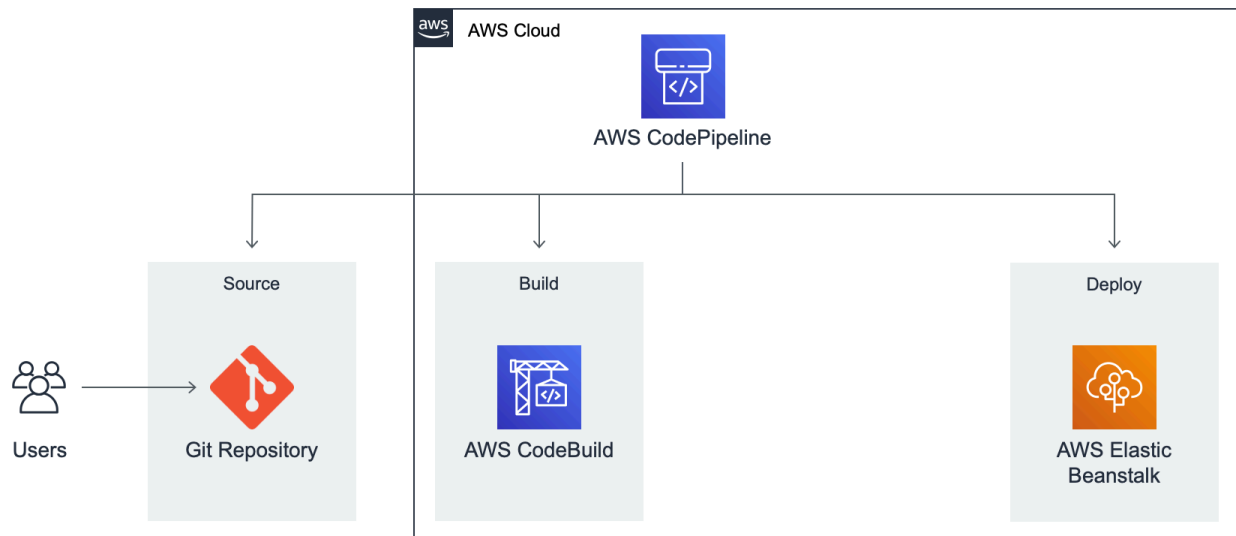 aws
AWS Cloud
</>
AWS CodePipeline
Source
Build
Deploy
</>
Users
Git Repository
AWS CodeBuild
AWS Elastic
Beanstalk